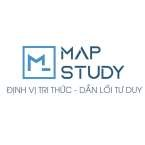 M
MAP
STUDY
ĐỊNH VỊ TRI THỨC - DẪN LỐI TƯ DUY